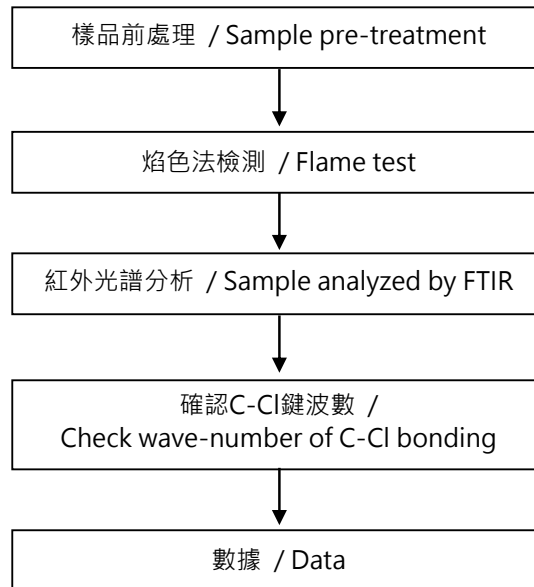 樣品前處理 / Sample pre-treatment
焰色法檢測 / Flame test
紅外光譜分析 / Sample analyzed by FTIR
確認C-Cl鍵波數 /
Check wave-number of C-Cl bonding
數據 / Data